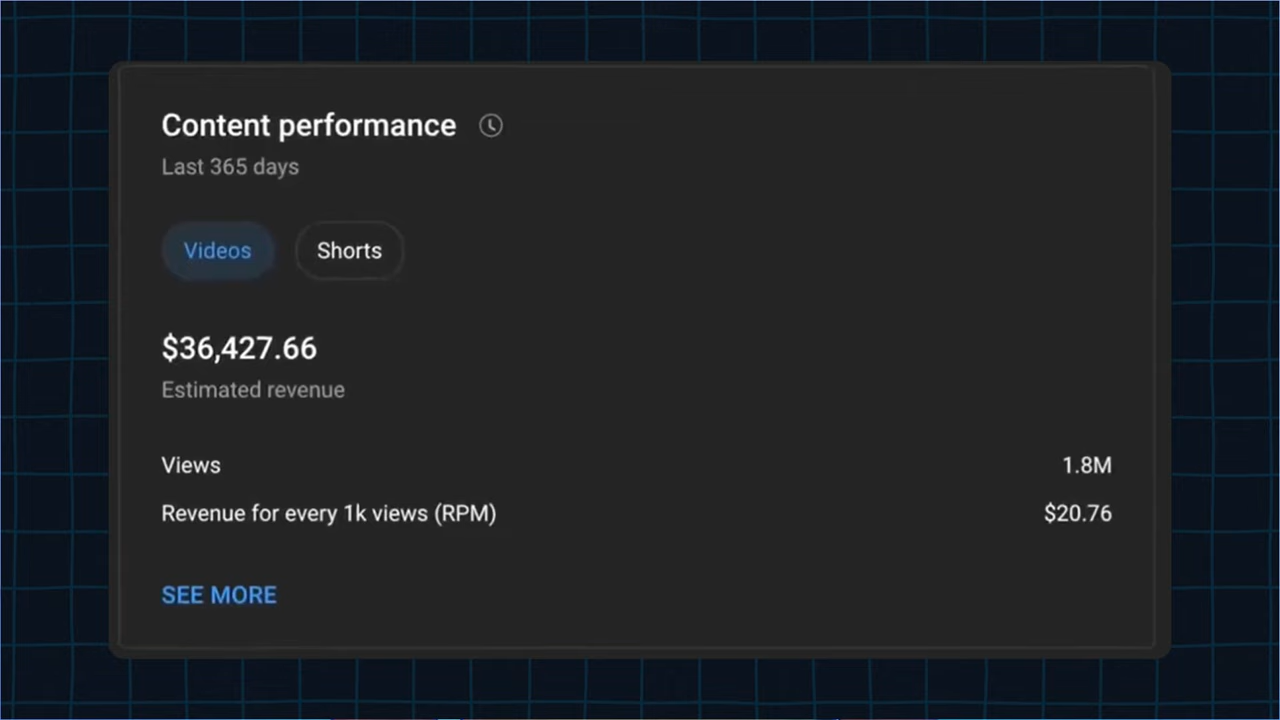 Content performance
Last 365 days
Videos Shorts
$36,427.66
Estimated revenue
Views 1.8M
Revenue for every 1k views (RPM) $20.76
SEE MORE